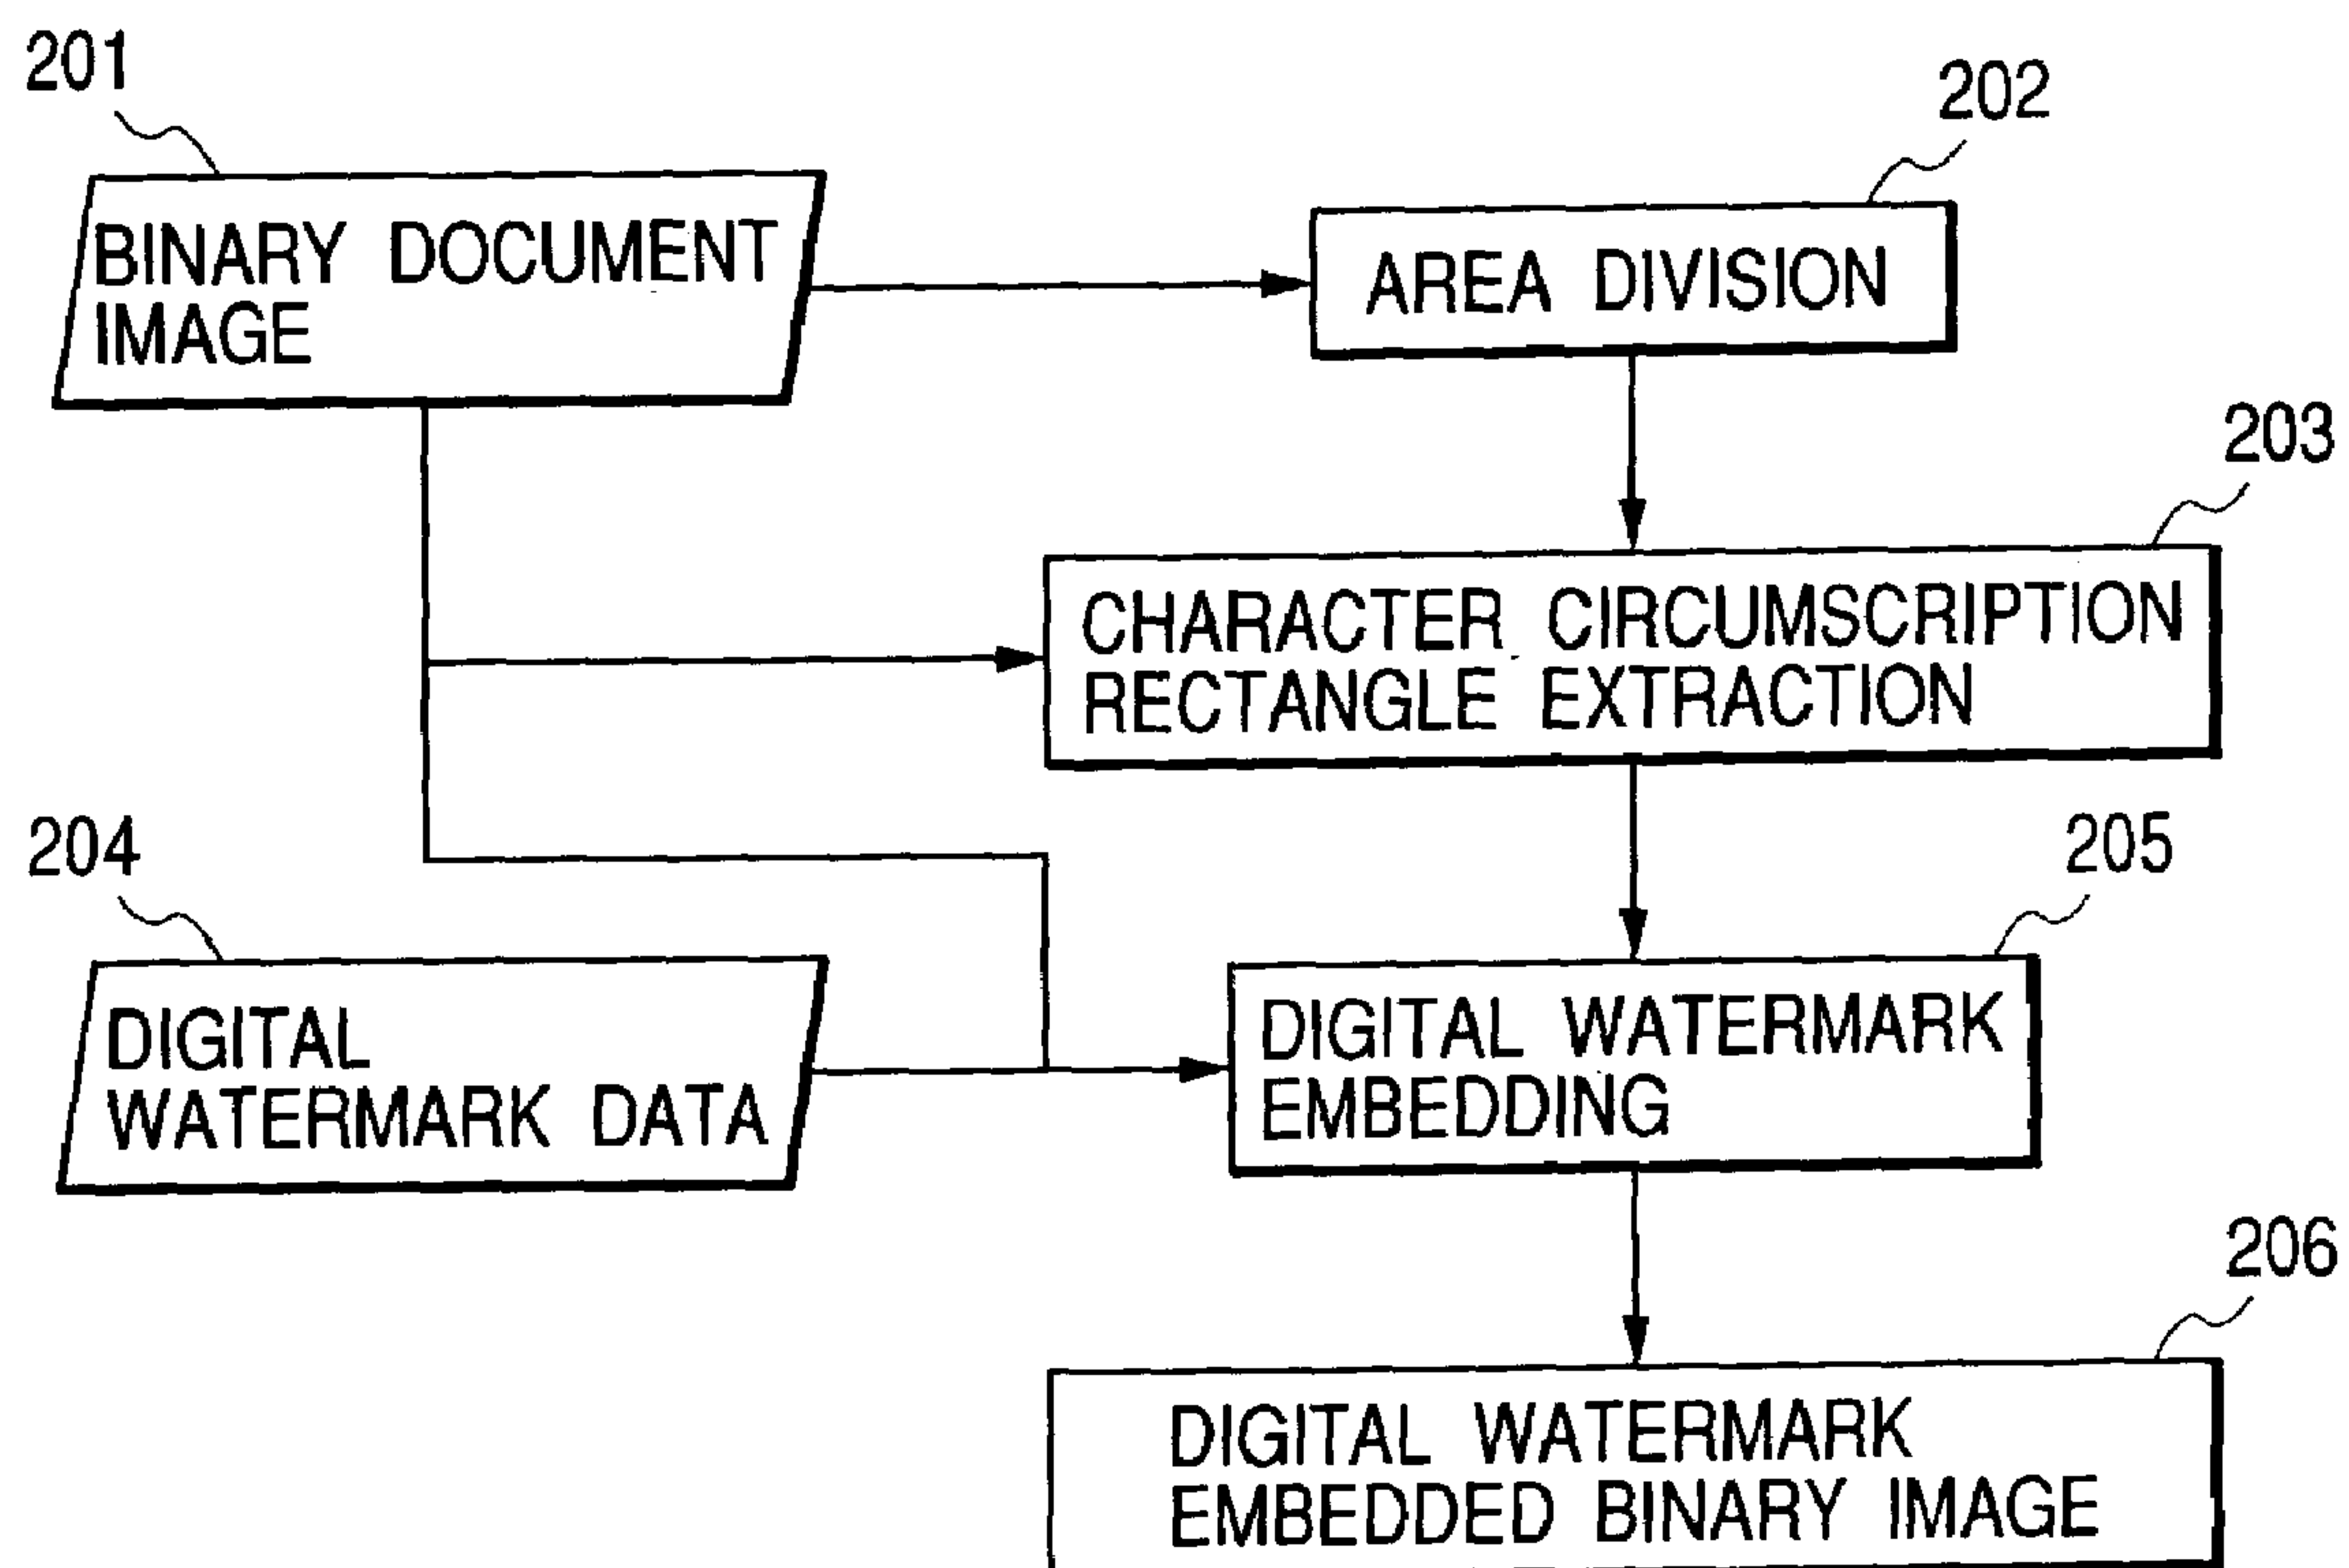 201
202
BINARY DOCUMENT
IMAGE
AREA DIVISION
203
CHARACTER CIRCUMSCRIPTION
RECTANGLE EXTRACTION
204
205
DIGITAL
WATERMARK DATA
DIGITAL WATERMARK
EMBEDDING
206
DIGITAL WATERMARK
EMBEDDED BINARY IMAGE